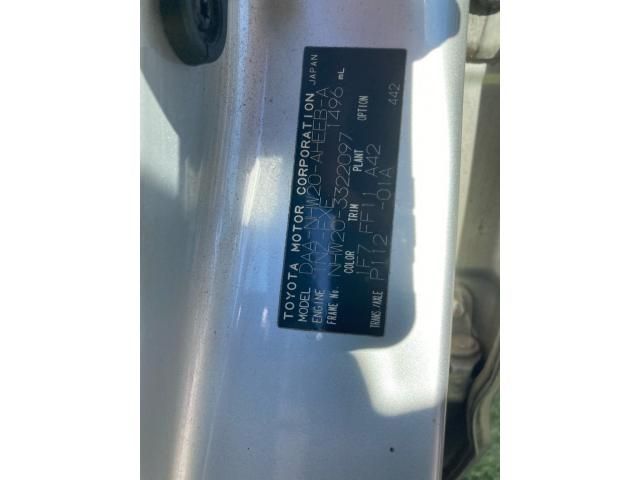 TOYOTA MOTOR CORPORATION JAPAN
MODEL DAA-NHW20-AHEEB-A
ENGINE 1NZ-FXE 1496 mL
FRAME No. NHW20-3322097
COLOR TRIM PLANT OPTION
1F7 FF11 A42 442
TRANS./AXLE P112 -01A